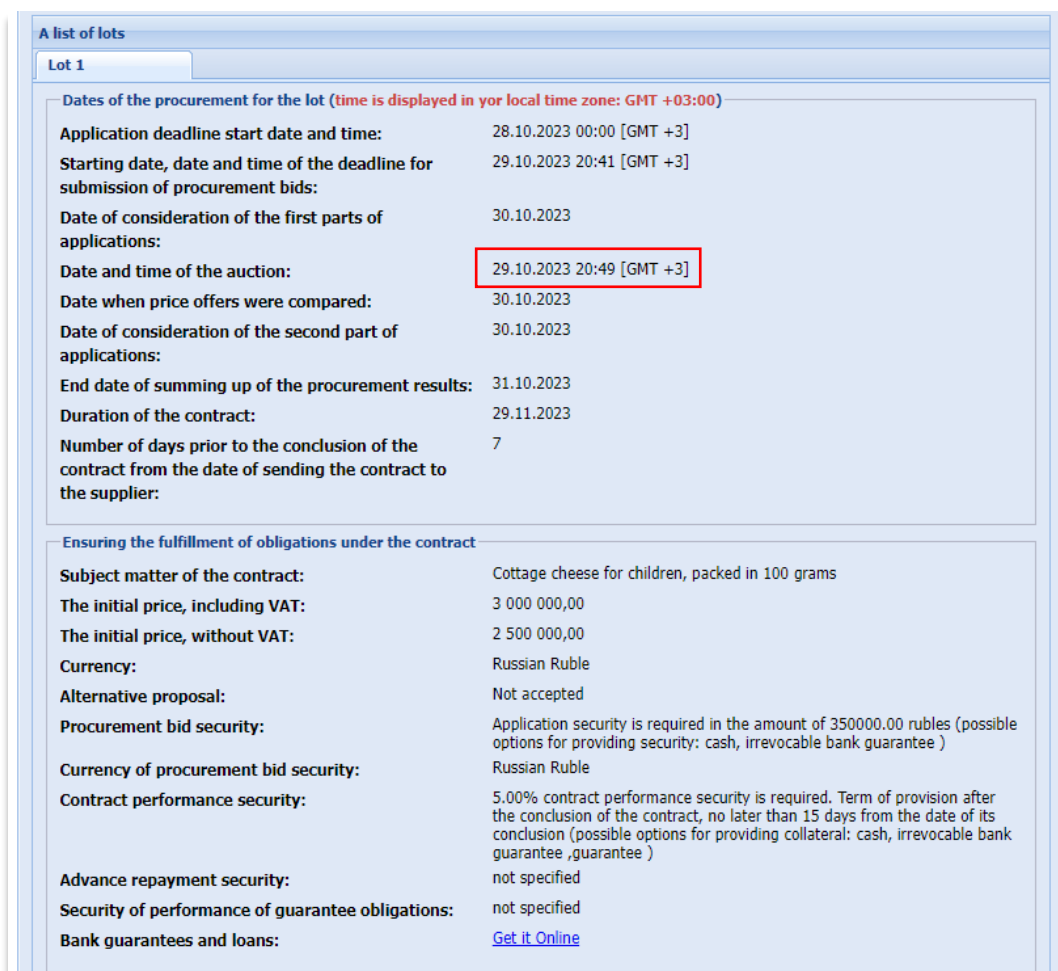 A list of lots
Lot 1
Dates of the procurement for the lot (time is displayed in yor local time zone: GMT +03:00)
Application deadline start date and time: 28.10.2023 00:00 [GMT +3]
Starting date, date and time of the deadline for 29.10.2023 20:41 [GMT +3]
submission of procurement bids:
Date of consideration of the first parts of 30.10.2023
applications:
Date and time of the auction: 29.10.2023 20:49 [GMT +3]
Date when price offers were compared: 30.10.2023
Date of consideration of the second part of 30.10.2023
applications:
End date of summing up of the procurement results: 31.10.2023
Duration of the contract: 29.11.2023
Number of days prior to the conclusion of the 7
contract from the date of sending the contract to
the supplier:
Ensuring the fulfillment of obligations under the contract
Subject matter of the contract: Cottage cheese for children, packed in 100 grams
The initial price, including VAT: 3 000 000,00
The initial price, without VAT: 2 500 000,00
Currency: Russian Ruble
Alternative proposal: Not accepted
Procurement bid security: Application security is required in the amount of 350000.00 rubles (possible
options for providing security: cash, irrevocable bank guarantee )
Currency of procurement bid security: Russian Ruble
Contract performance security: 5.00% contract performance security is required. Term of provision after
the conclusion of the contract, no later than 15 days from the date of its
conclusion (possible options for providing collateral: cash, irrevocable bank
guarantee ,guarantee )
Advance repayment security: not specified
Security of performance of guarantee obligations: not specified
Bank guarantees and loans: Get it Online